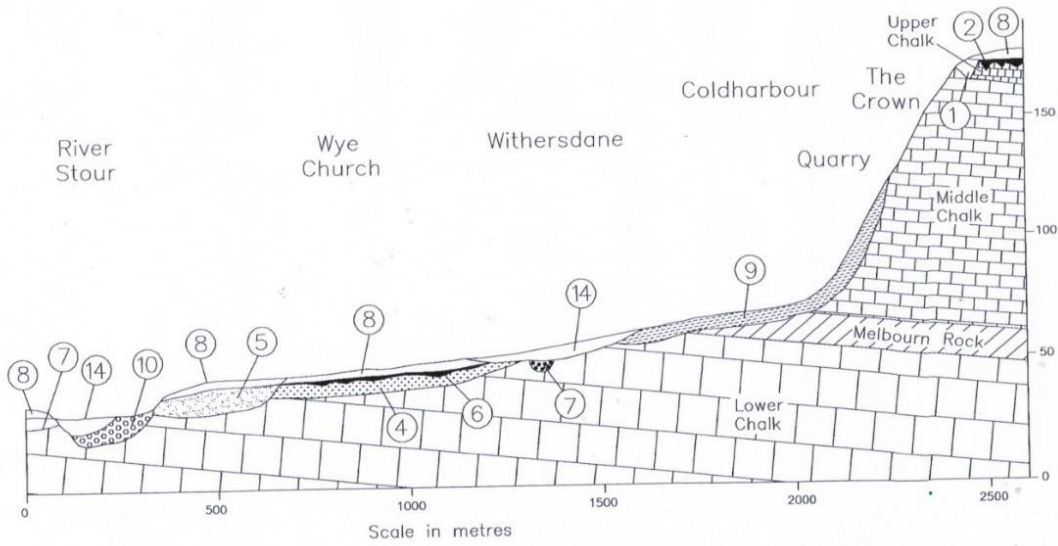 Upper
Chalk
2
8
150
The
Crown
1
Coldharbour
Withersdane
Wye
Church
River
Stour
Quarry
Middle
Chalk
100
9
14
8
5
8
10
14
7
8
Melbourn Rock
50
7
6
4
Lower
Chalk
0
0
500
1000
1500
2000
2500
Scale in metres